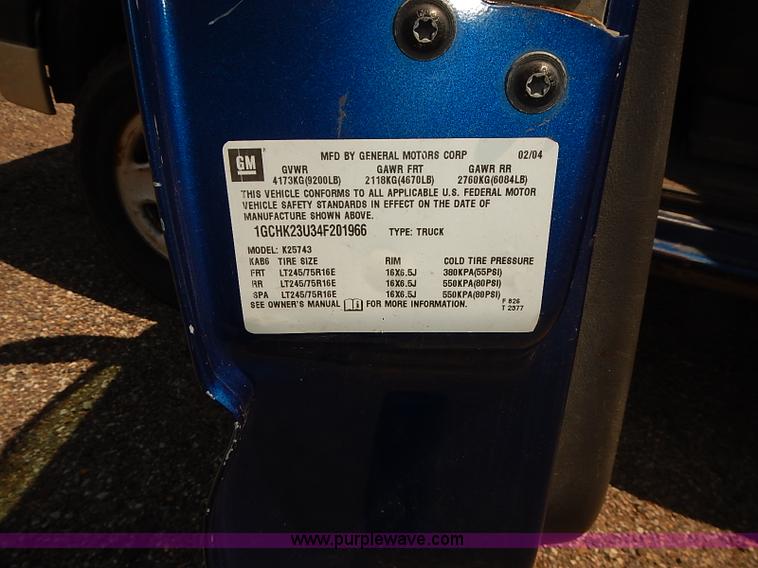 GM
MFD BY GENERAL MOTORS CORP 02/04
GVWR GAWR FRT GAWR RR
4173KG(9200LB) 2118KG(4670LB) 2760KG(6084LB)
THIS VEHICLE CONFORMS TO ALL APPLICABLE U.S. FEDERAL MOTOR
VEHICLE SAFETY STANDARDS IN EFFECT ON THE DATE OF
MANUFACTURE SHOWN ABOVE.
1GCHK23U34F201966 TYPE: TRUCK
MODEL: K25743
KAB6 TIRE SIZE RIM COLD TIRE PRESSURE
FRT LT245/75R16E 16X6.5J 380KPA(55PSI)
RR LT245/75R16E 16X6.5J 550KPA(80PSI)
SPA LT245/75R16E 16X6.5J 550KPA(80PSI)
SEE OWNER'S MANUAL FOR MORE INFORMATION.
F 826
T 2377
www.purplewave.com